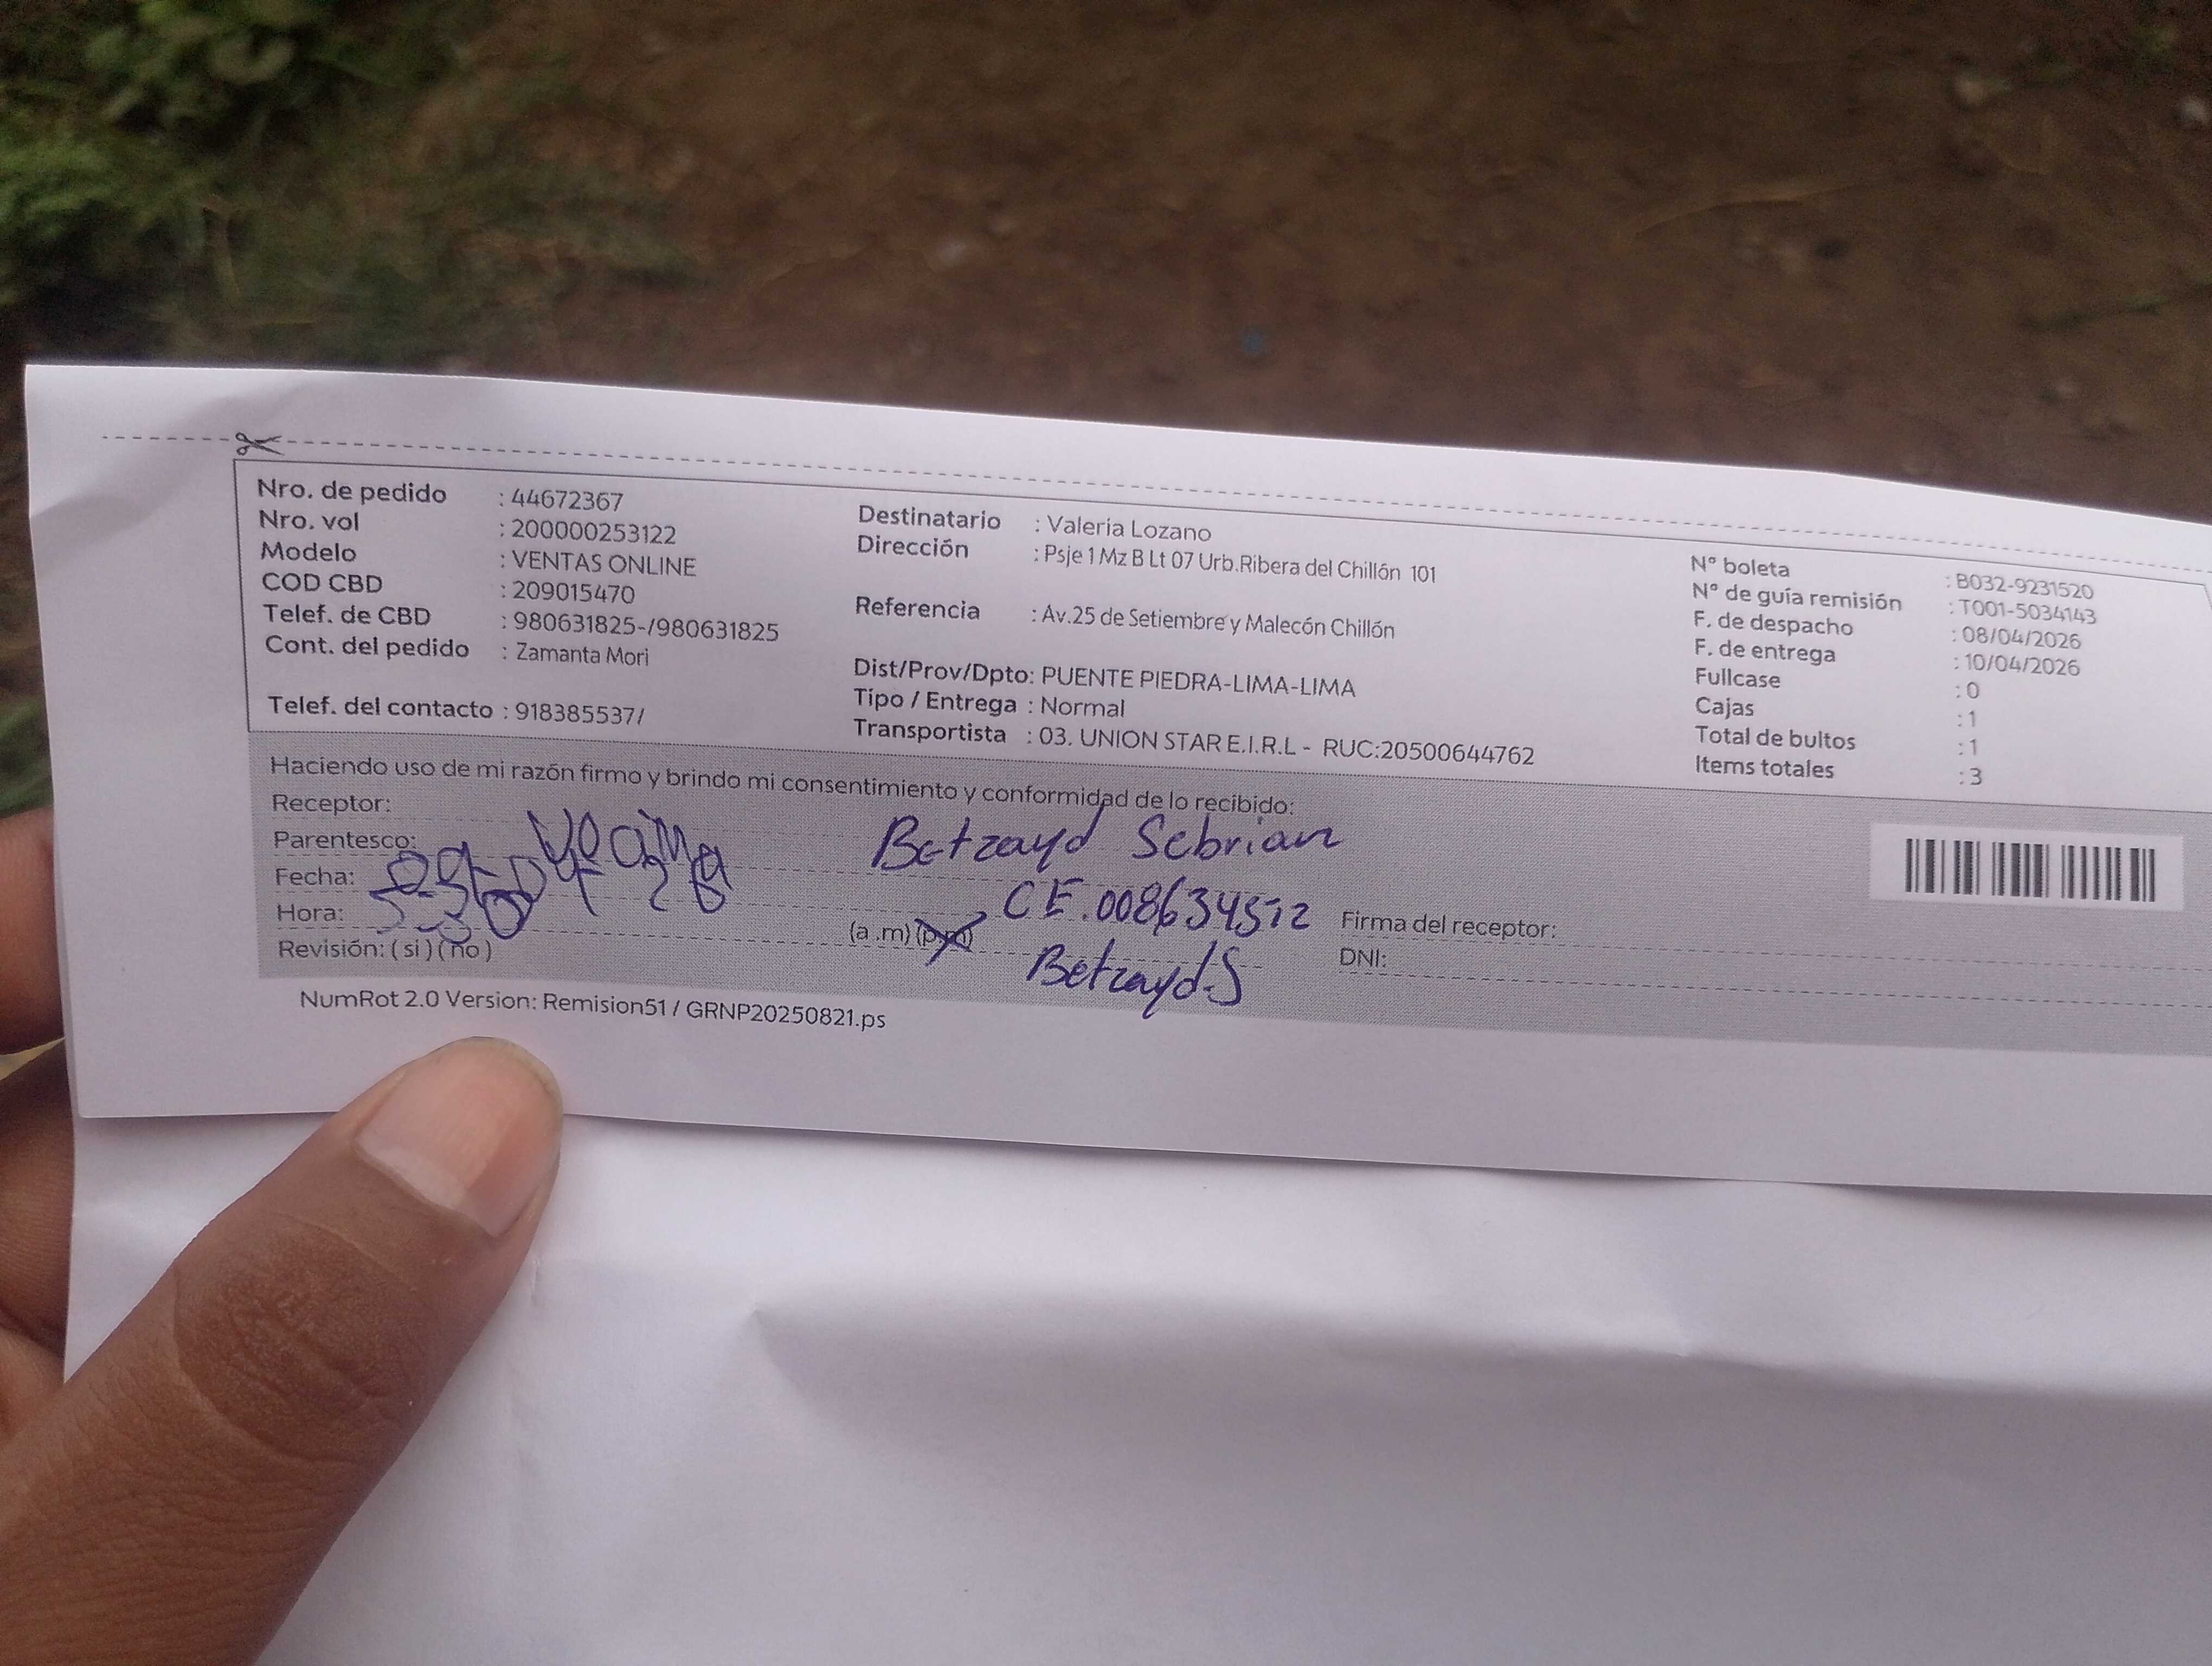 Nro. de pedido : 44672367
Nro. vol : 200000253122
Modelo : VENTAS ONLINE
COD CBD : 209015470
Telef. de CBD : 980631825-/980631825
Cont. del pedido : Zamanta Mori
Telef. del contacto : 918385537/
Destinatario : Valeria Lozano
Dirección : Psje 1 Mz B Lt 07 Urb.Ribera del Chillón 101
Referencia : Av.25 de Setiembre y Malecón Chillón
Dist/Prov/Dpto: PUENTE PIEDRA-LIMA-LIMA
Tipo / Entrega : Normal
Transportista : 03. UNION STAR E.I.R.L - RUC:20500644762
N° boleta : B032-9231520
N° de guía remisión : T001-5034143
F. de despacho : 08/04/2026
F. de entrega : 10/04/2026
Fullcase : 0
Cajas : 1
Total de bultos : 1
Items totales : 3
Haciendo uso de mi razón firmo y brindo mi consentimiento y conformidad de lo recibido:
Receptor: Betzayd Sebrian
Parentesco:
Fecha:
Hora: (a .m) (p.m)
CE.008634512
Revisión: ( si ) ( no )
Betzayd.S
Firma del receptor:
DNI:
NumRot 2.0 Version: Remision51 / GRNP20250821.ps